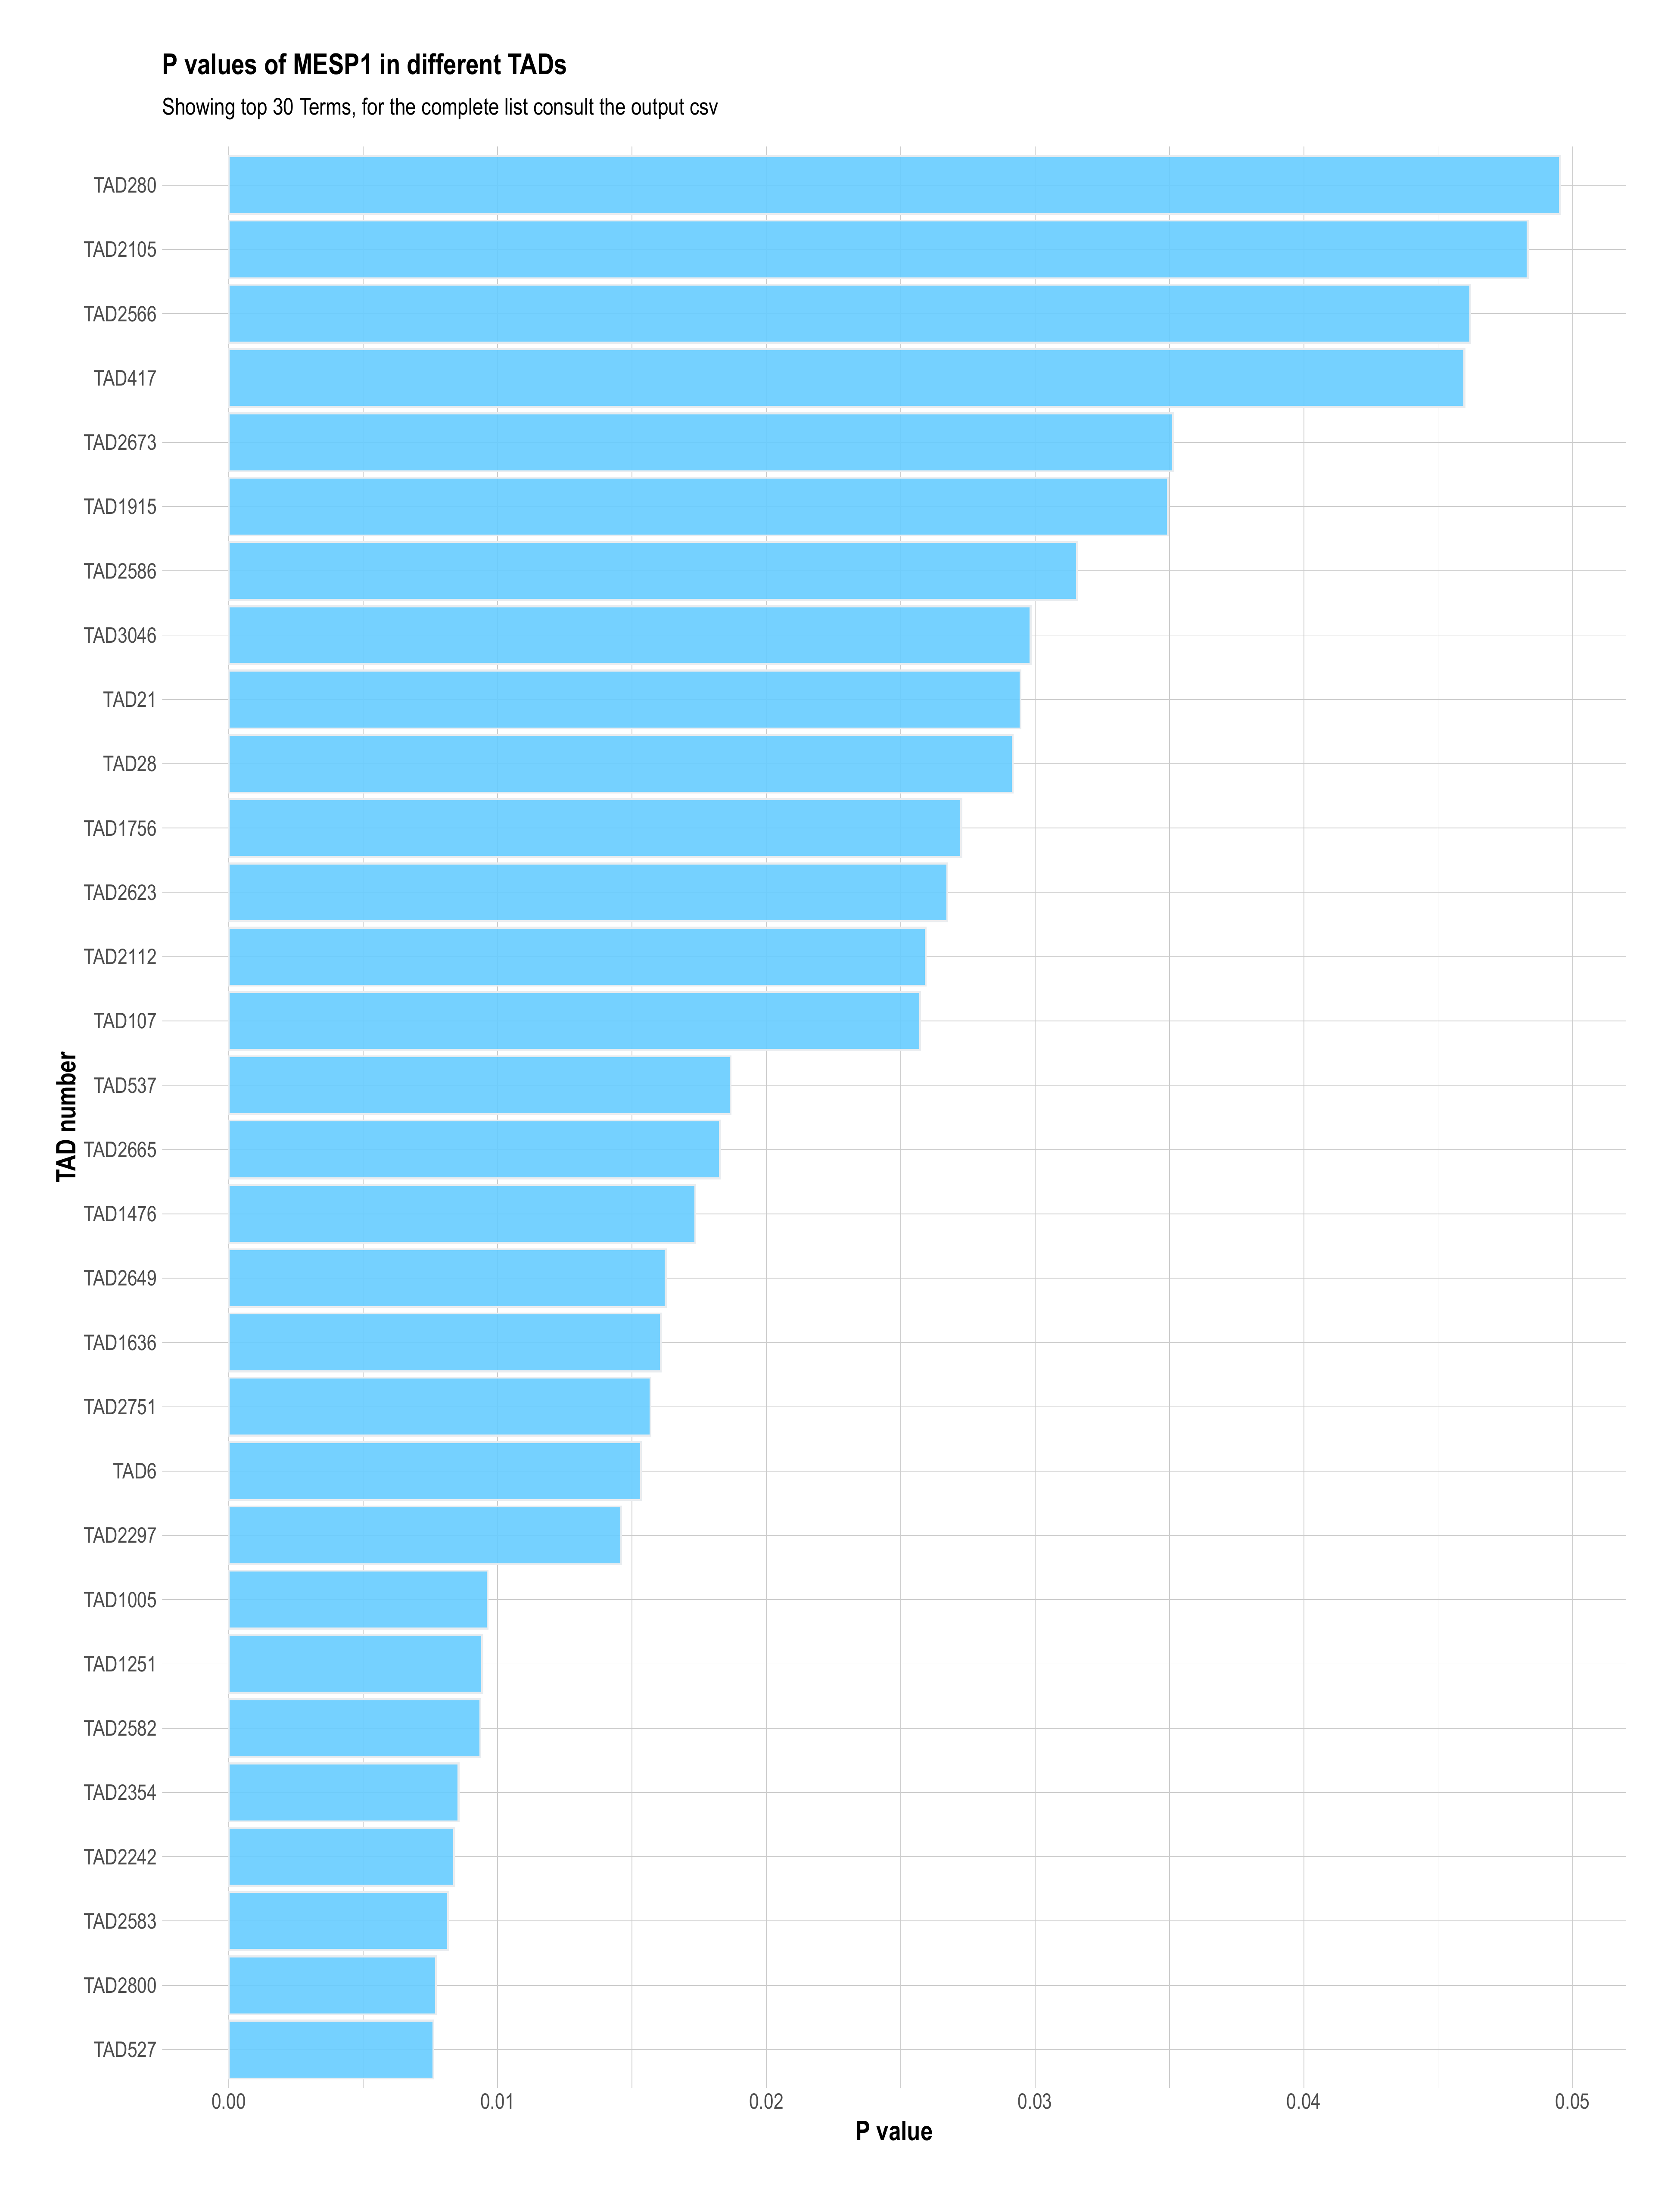 P values of MESP1 in different TADs
Showing top 30 Terms, for the complete list consult the output csv
TAD number
TAD280
TAD2105
TAD2566
TAD417
TAD2673
TAD1915
TAD2586
TAD3046
TAD21
TAD28
TAD1756
TAD2623
TAD2112
TAD107
TAD537
TAD2665
TAD1476
TAD2649
TAD1636
TAD2751
TAD6
TAD2297
TAD1005
TAD1251
TAD2582
TAD2354
TAD2242
TAD2583
TAD2800
TAD527
0.00 0.01 0.02 0.03 0.04 0.05
P value